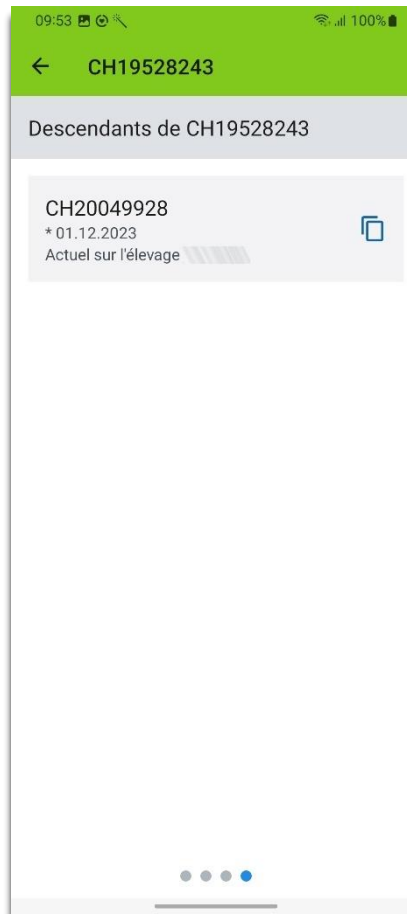 09:53 100%
CH19528243
Descendants de CH19528243
CH20049928
* 01.12.2023
Actuel sur l'élevage